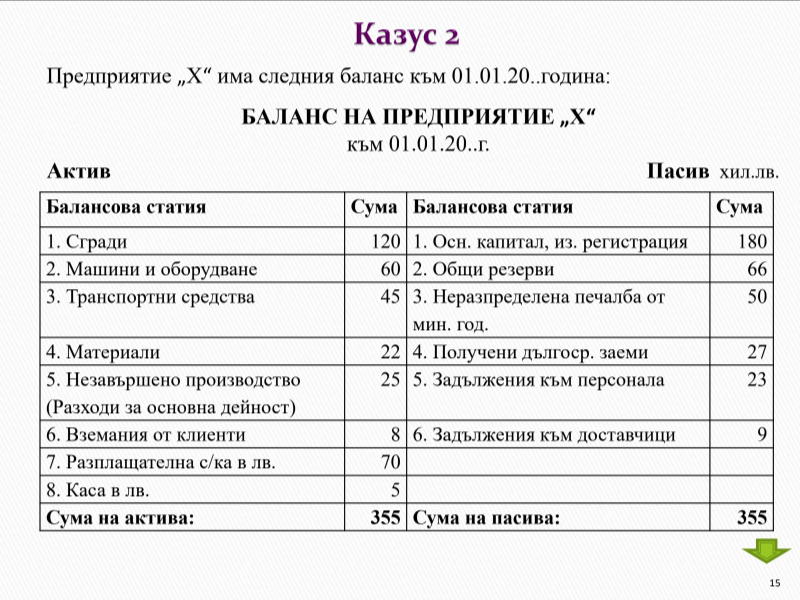 Казус 2
Предприятие „X“ има следния баланс към 01.01.20..година:
БАЛАНС НА ПРЕДПРИЯТИЕ „X“
към 01.01.20..г.
Актив Пасив хил.лв.
Балансова статия Сума Балансова статия Сума
1. Сгради 120 1. Осн. капитал, из. регистрация 180
2. Машини и оборудване 60 2. Общи резерви 66
3. Транспортни средства 45 3. Неразпределена печалба от 50
мин. год.
4. Материали 22 4. Получени дългоср. заеми 27
5. Незавършено производство 25 5. Задължения към персонала 23
(Разходи за основна дейност)
6. Вземания от клиенти 8 6. Задължения към доставчици 9
7. Разплащателна с/ка в лв. 70
8. Каса в лв. 5
Сума на актива: 355 Сума на пасива: 355
15